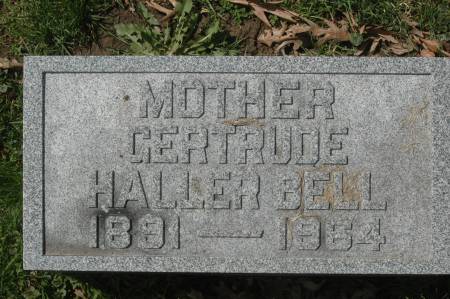 MOTHER
GERTRUDE
HALLER BELL
1891 — 1964